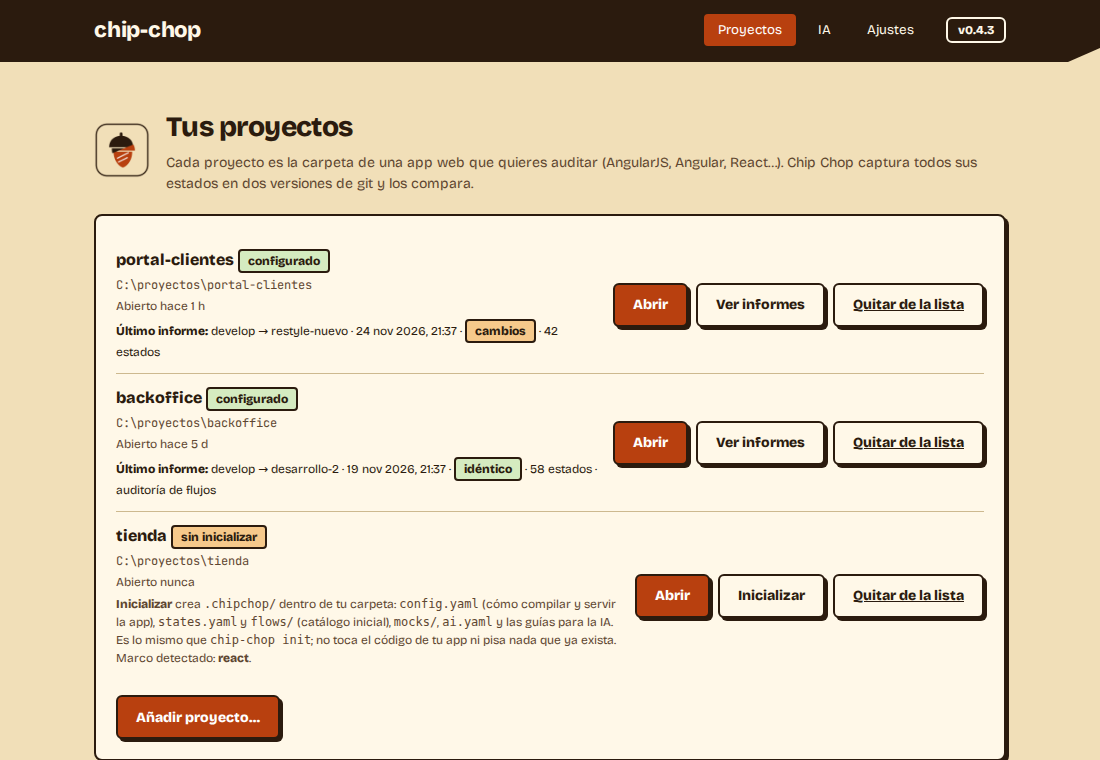 chip-chop
Proyectos
IA
Ajustes
v0.4.3
Tus proyectos
Cada proyecto es la carpeta de una app web que quieres auditar (AngularJS, Angular, React...). Chip Chop captura todos sus
estados en dos versiones de git y los compara.
portal-clientes configurado
C:\proyectos\portal-clientes
Abierto hace 1 h
Último informe: develop → restyle-nuevo · 24 nov 2026, 21:37 · cambios · 42
estados
Abrir
Ver informes
Quitar de la lista
backoffice configurado
C:\proyectos\backoffice
Abierto hace 5 d
Último informe: develop → desarrollo-2 · 19 nov 2026, 21:37 · idéntico · 58 estados ·
auditoría de flujos
Abrir
Ver informes
Quitar de la lista
tienda sin inicializar
C:\proyectos\tienda
Abierto nunca
Inicializar crea .chipchop/ dentro de tu carpeta: config.yaml (cómo compilar y servir
la app), states.yaml y flows/ (catálogo inicial), mocks/, ai.yaml y las guías para la IA.
Es lo mismo que chip-chop init; no toca el código de tu app ni pisa nada que ya exista.
Marco detectado: react.
Abrir
Inicializar
Quitar de la lista
Añadir proyecto...